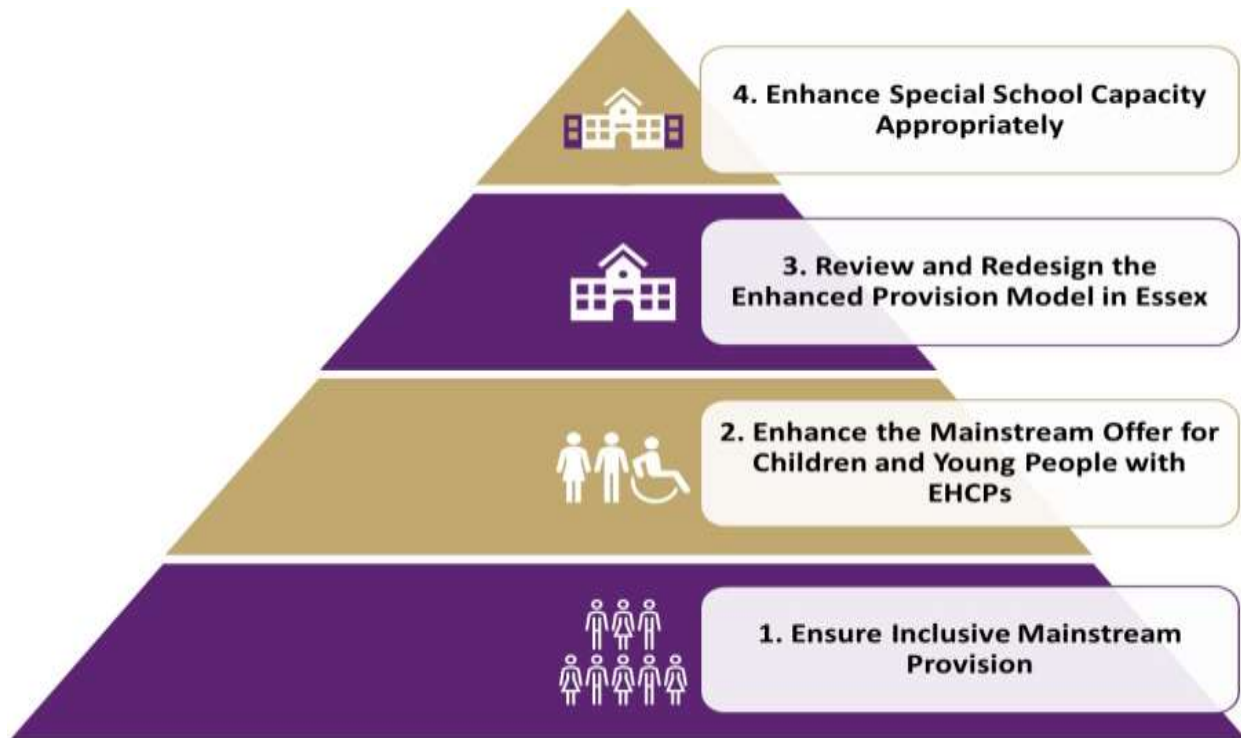 4. Enhance Special School Capacity
Appropriately
3. Review and Redesign the
Enhanced Provision Model in Essex
2. Enhance the Mainstream Offer for
Children and Young People with
EHCPs
1. Ensure Inclusive Mainstream
Provision